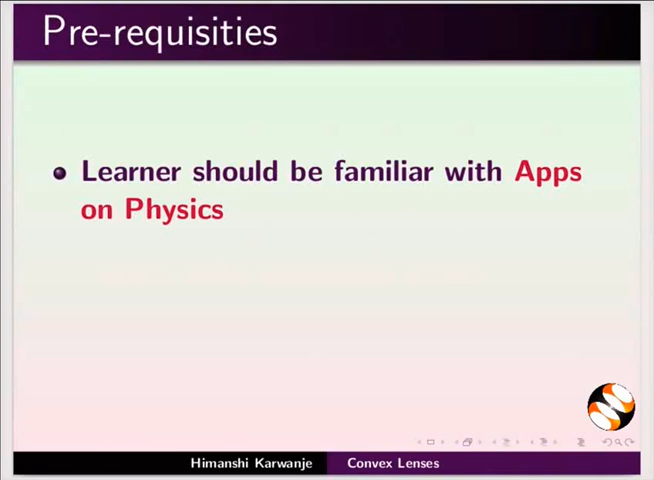 Pre-requisities
Learner should be familiar with Apps
on Physics
Himanshi Karwanje
Convex Lenses